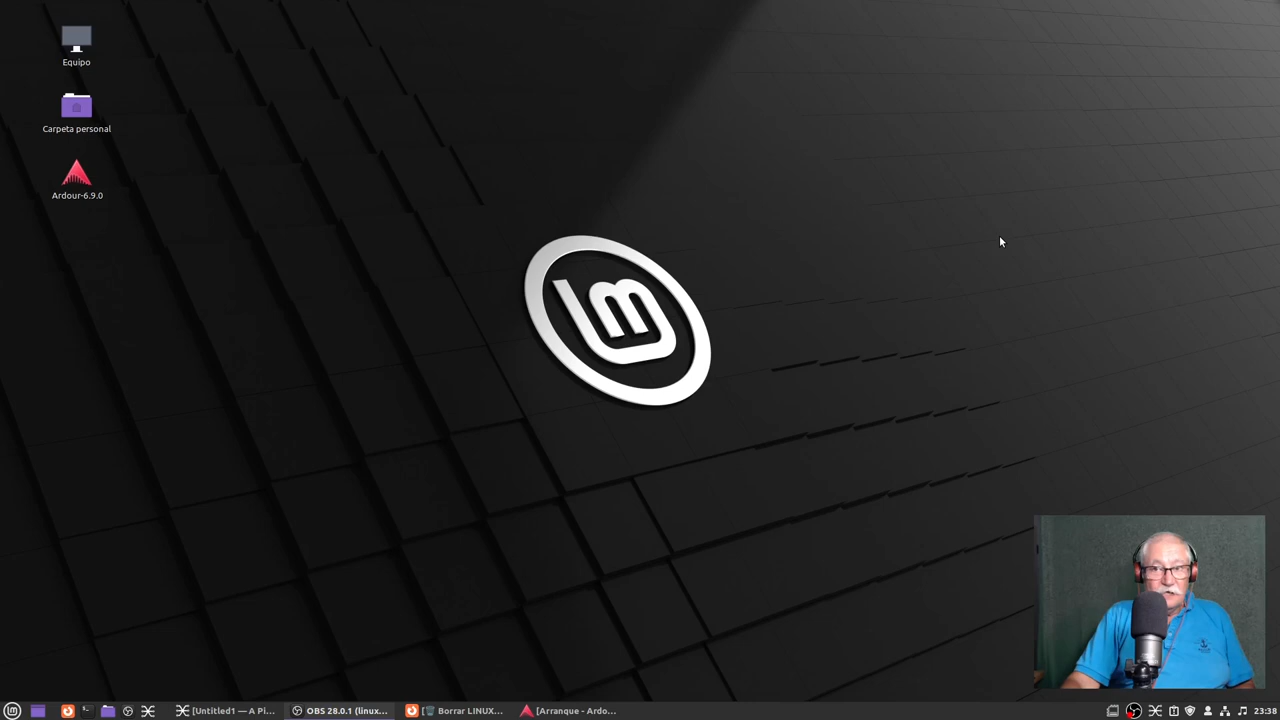 Equipo
Carpeta personal
Ardour-6.9.0
lm
[Untitled1 — A Pi...
OBS 28.0.1 (linux...
[🗑 Borrar LINUX...
[Arranque - Ardo...
23:38